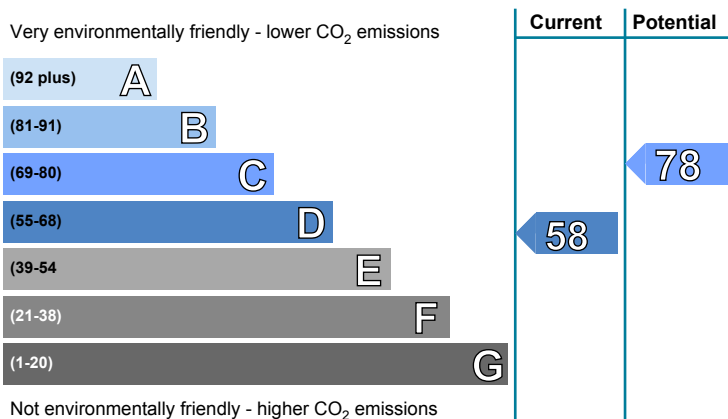 Current Potential
Very environmentally friendly - lower CO2 emissions
(92 plus) A
(81-91) B
(69-80) C
78
(55-68) D
58
(39-54 E
(21-38) F
(1-20) G
Not environmentally friendly - higher CO2 emissions